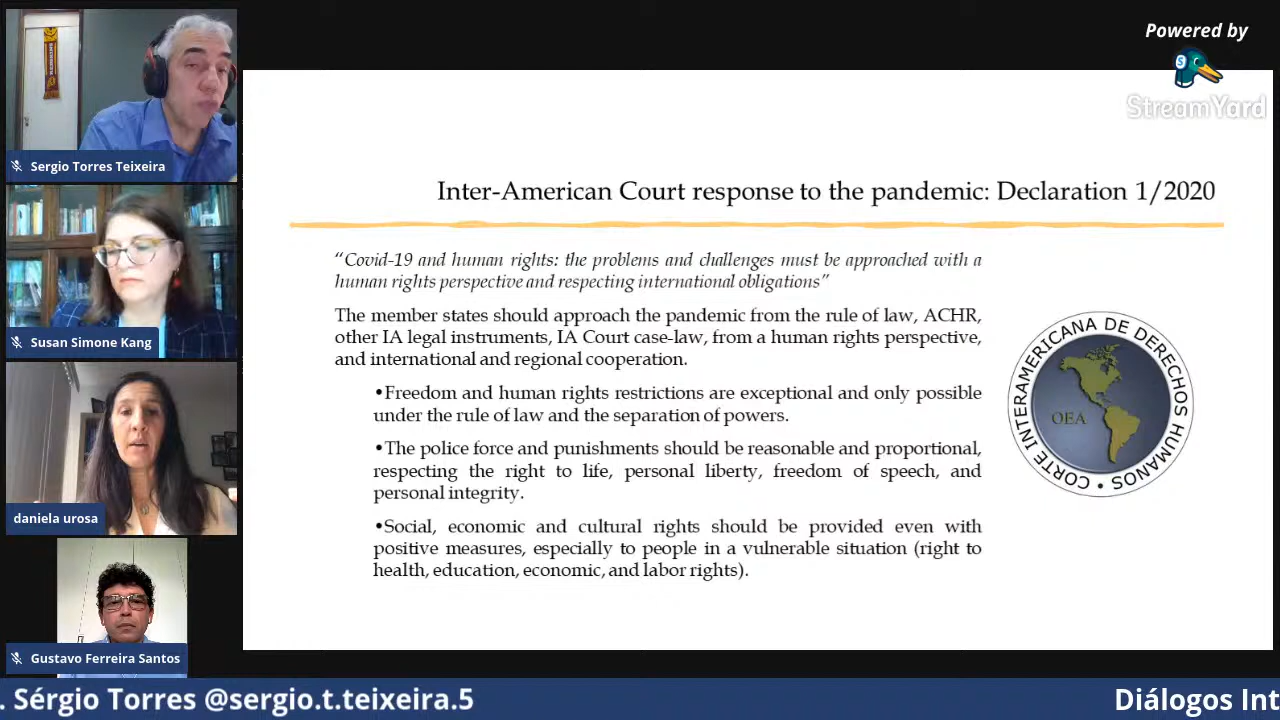 Powered by
StreamYard
Sergio Torres Teixeira
Susan Simone Kang
daniela urosa
Gustavo Ferreira Santos
Inter-American Court response to the pandemic: Declaration 1/2020
“Covid-19 and human rights: the problems and challenges must be approached with a
human rights perspective and respecting international obligations”
The member states should approach the pandemic from the rule of law, ACHR,
other IA legal instruments, IA Court case-law, from a human rights perspective,
and international and regional cooperation.
•Freedom and human rights restrictions are exceptional and only possible
under the rule of law and the separation of powers.
•The police force and punishments should be reasonable and proportional,
respecting the right to life, personal liberty, freedom of speech, and
personal integrity.
•Social, economic and cultural rights should be provided even with
positive measures, especially to people in a vulnerable situation (right to
health, education, economic, and labor rights).
CORTE INTERAMERICANA DE DERECHOS HUMANOS •
OEA
. Sérgio Torres @sergio.t.teixeira.5
Diálogos Int